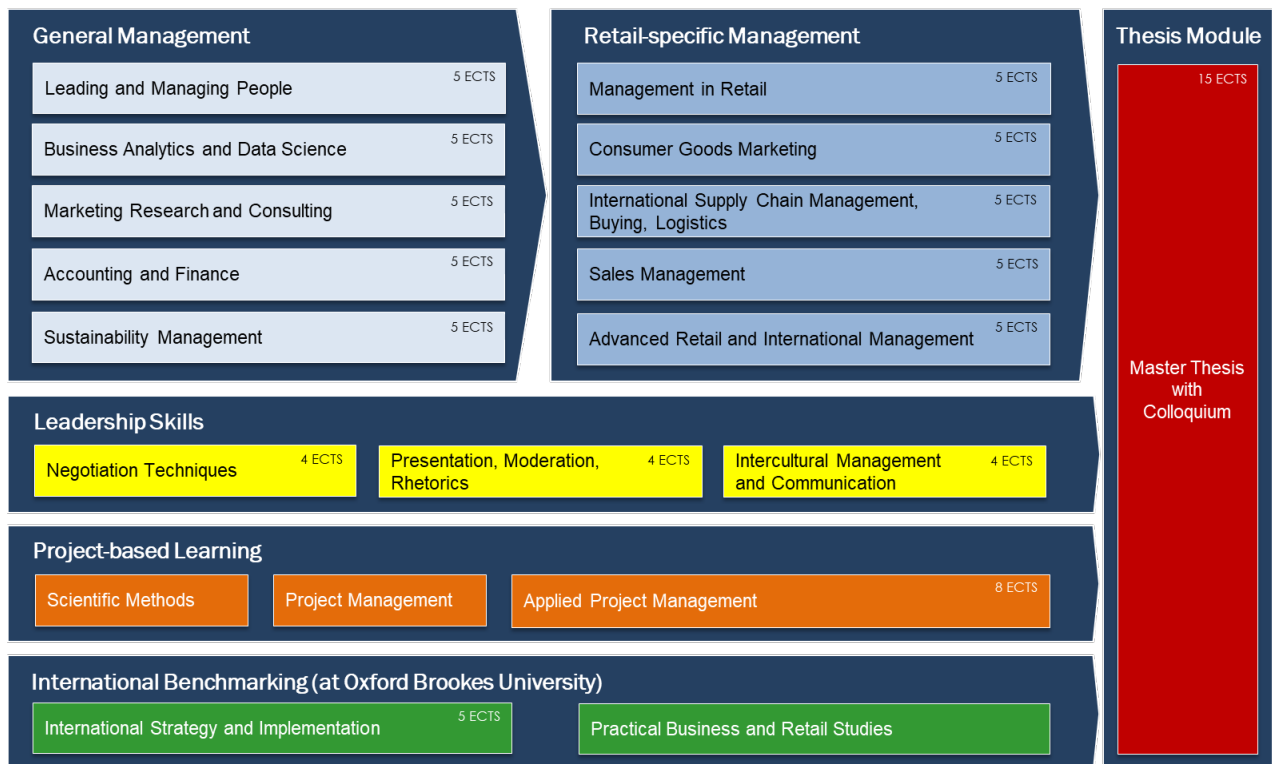 General Management
Leading and Managing People
5 ECTS
Business Analytics and Data Science
5 ECTS
Marketing Research and Consulting
5 ECTS
Accounting and Finance
5 ECTS
Sustainability Management
5 ECTS
Retail-specific Management
Management in Retail
5 ECTS
Consumer Goods Marketing
5 ECTS
International Supply Chain Management,
Buying, Logistics
5 ECTS
Sales Management
5 ECTS
Advanced Retail and International Management
5 ECTS
Thesis Module
15 ECTS
Master Thesis
with
Colloquium
Leadership Skills
Negotiation Techniques
4 ECTS
Presentation, Moderation,
Rhetorics
4 ECTS
Intercultural Management
and Communication
4 ECTS
Project-based Learning
Scientific Methods
Project Management
Applied Project Management
8 ECTS
International Benchmarking (at Oxford Brookes University)
International Strategy and Implementation
5 ECTS
Practical Business and Retail Studies